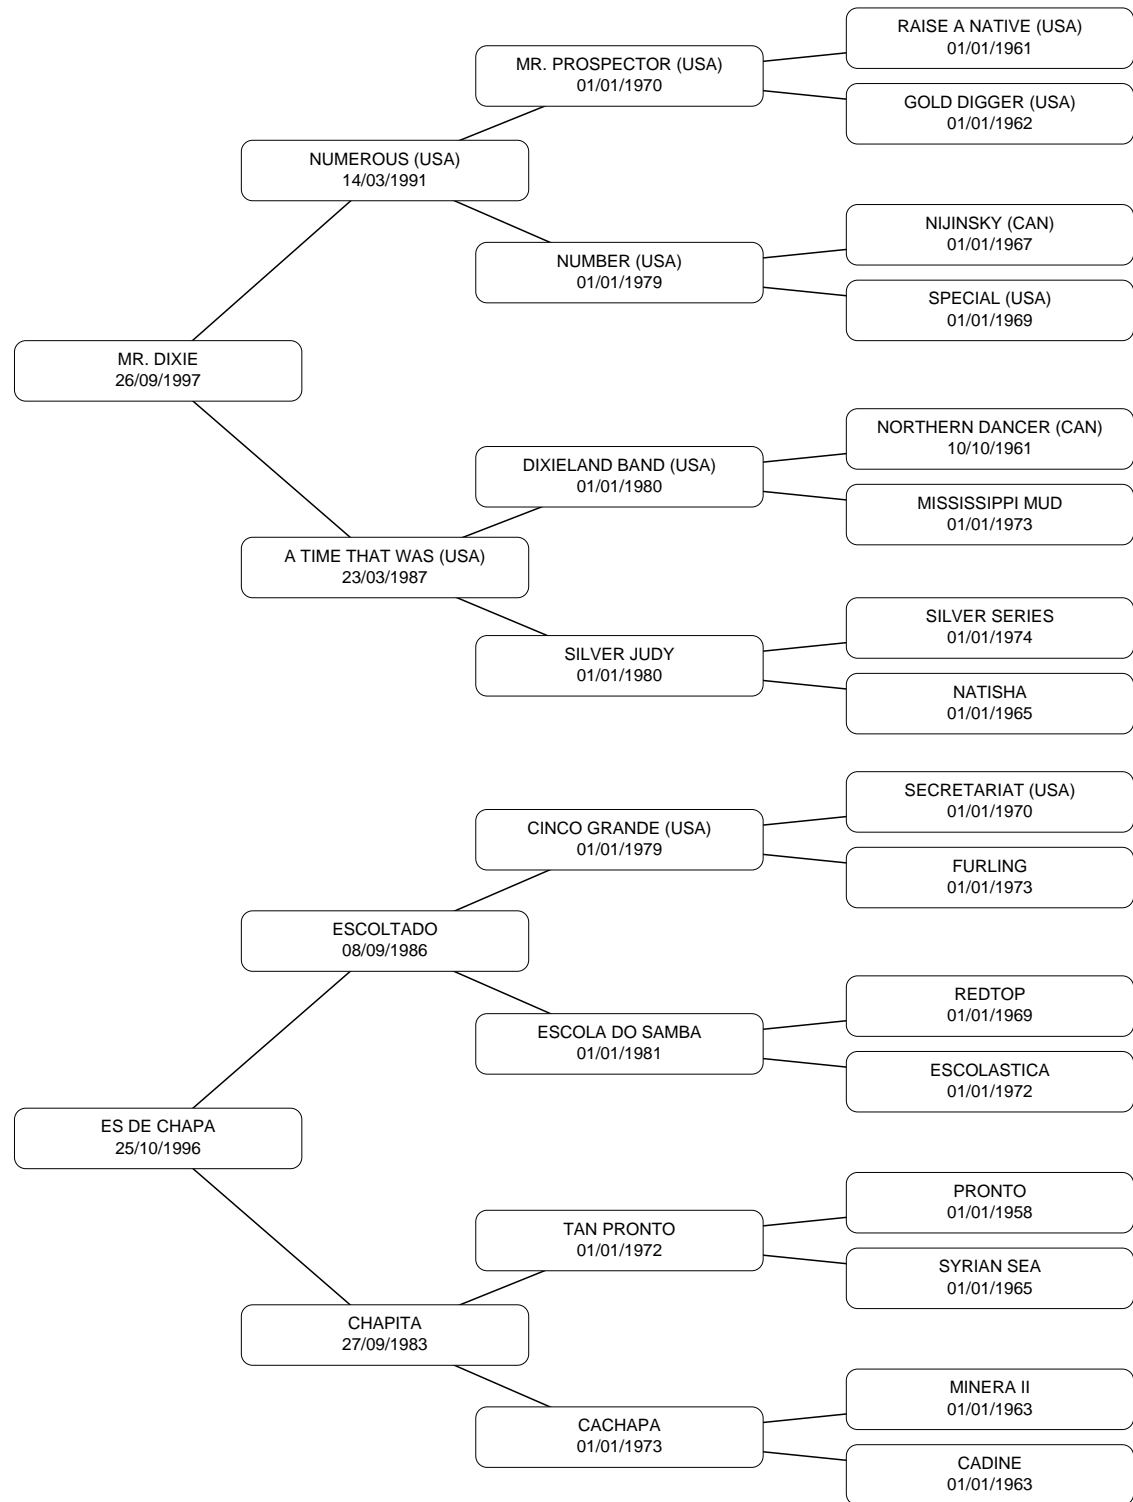 RAISE A NATIVE (USA)
01/01/1961
MR. PROSPECTOR (USA)
01/01/1970
GOLD DIGGER (USA)
01/01/1962
NUMEROUS (USA)
14/03/1991
NIJINSKY (CAN)
01/01/1967
NUMBER (USA)
01/01/1979
SPECIAL (USA)
01/01/1969
MR. DIXIE
26/09/1997
NORTHERN DANCER (CAN)
10/10/1961
DIXIELAND BAND (USA)
01/01/1980
MISSISSIPPI MUD
01/01/1973
A TIME THAT WAS (USA)
23/03/1987
SILVER SERIES
01/01/1974
SILVER JUDY
01/01/1980
NATISHA
01/01/1965
SECRETARIAT (USA)
01/01/1970
CINCO GRANDE (USA)
01/01/1979
FURLING
01/01/1973
ESCOLTADO
08/09/1986
REDTOP
01/01/1969
ESCOLA DO SAMBA
01/01/1981
ESCOLASTICA
01/01/1972
ES DE CHAPA
25/10/1996
PRONTO
01/01/1958
TAN PRONTO
01/01/1972
SYRIAN SEA
01/01/1965
CHAPITA
27/09/1983
MINERA II
01/01/1963
CACHAPA
01/01/1973
CADINE
01/01/1963